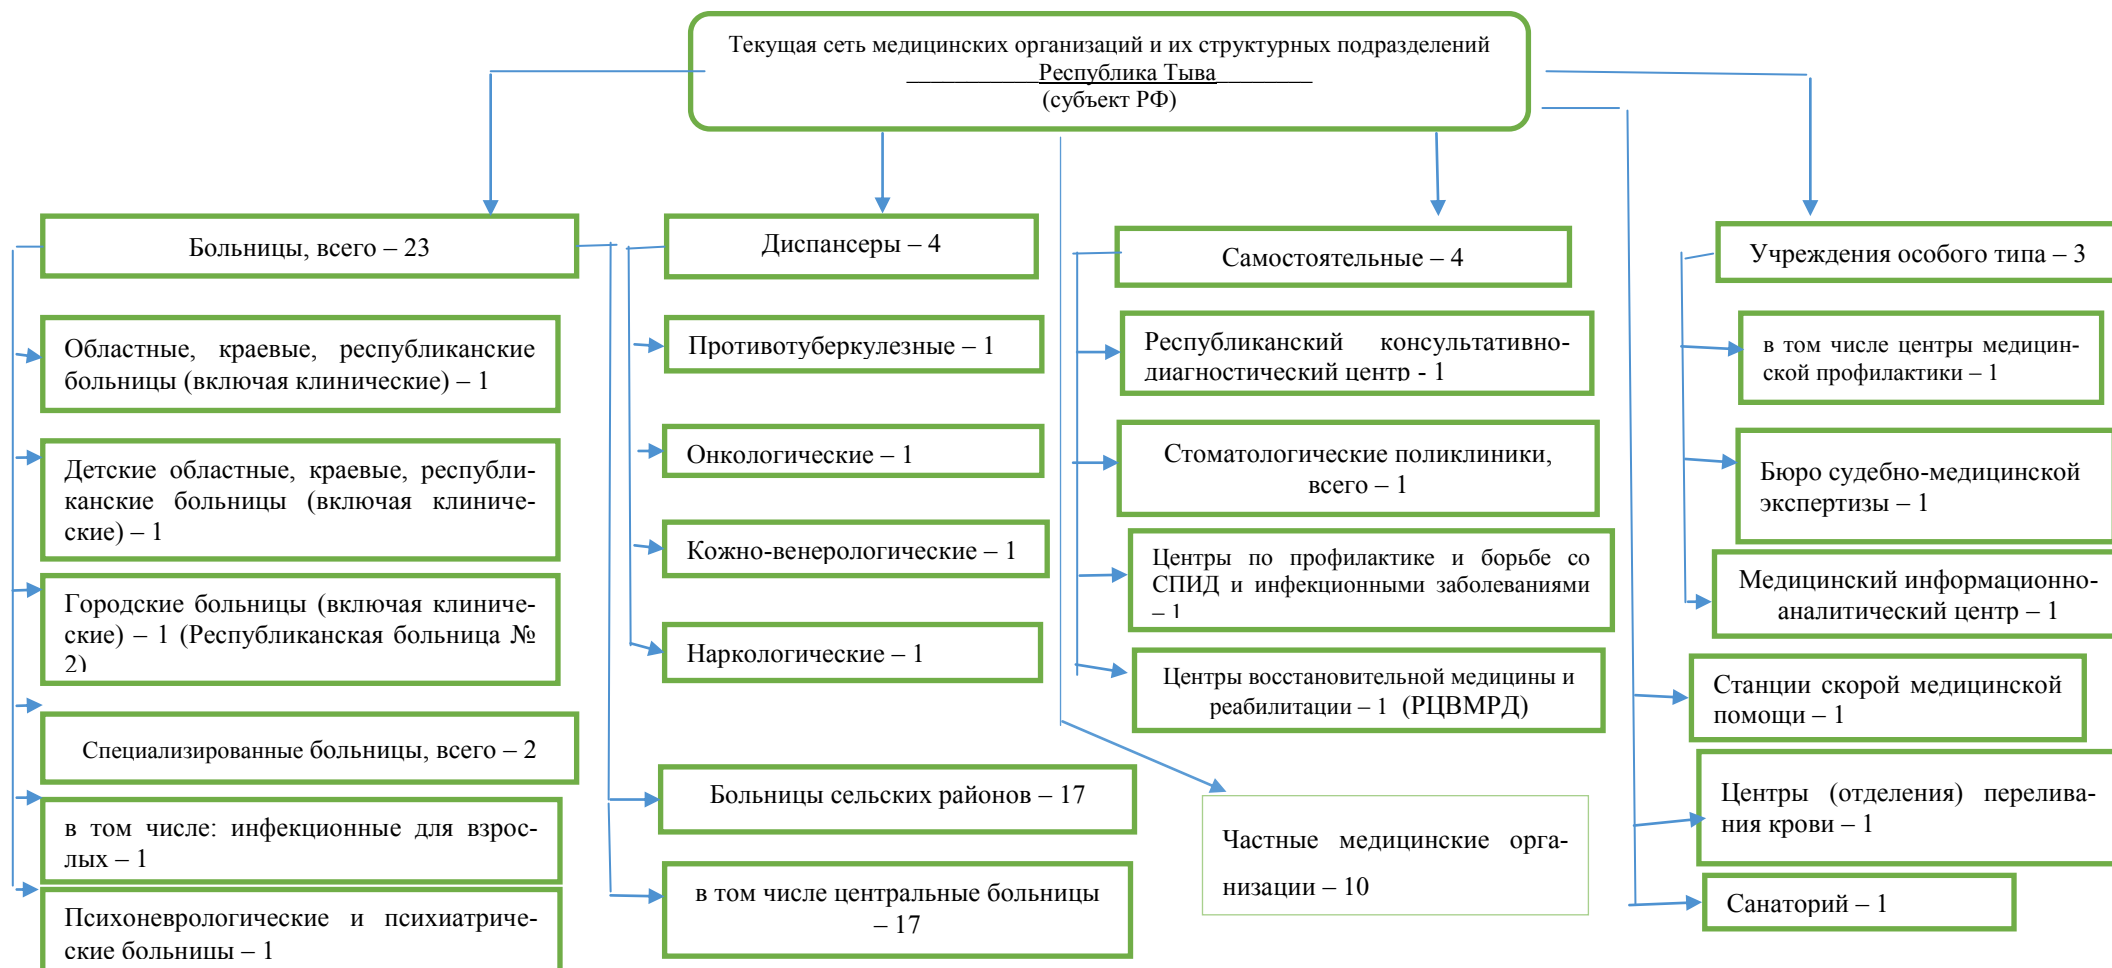 Текущая сеть медицинских организаций и их структурных подразделений
___________Республика Тыва________
(субъект РФ)
Больницы, всего – 23
Областные, краевые, республиканские
больницы (включая клинические) – 1
Детские областные, краевые, республи-
канские больницы (включая клиниче-
ские) – 1
Городские больницы (включая клиниче-
ские) – 1 (Республиканская больница №
2)
Специализированные больницы, всего – 2
в том числе: инфекционные для взрос-
лых – 1
Психоневрологические и психиатриче-
ские больницы – 1
Диспансеры – 4
Противотуберкулезные – 1
Онкологические – 1
Кожно-венерологические – 1
Наркологические – 1
Больницы сельских районов – 17
в том числе центральные больницы
– 17
Самостоятельные – 4
Республиканский консультативно-
диагностический центр - 1
Стоматологические поликлиники,
всего – 1
Центры по профилактике и борьбе со
СПИД и инфекционными заболеваниями
– 1
Центры восстановительной медицины и
реабилитации – 1 (РЦВМРД)
Частные медицинские орга-
низации – 10
Учреждения особого типа – 3
в том числе центры медицин-
ской профилактики – 1
Бюро судебно-медицинской
экспертизы – 1
Медицинский информационно-
аналитический центр – 1
Станции скорой медицинской
помощи – 1
Центры (отделения) перелива-
ния крови – 1
Санаторий – 1